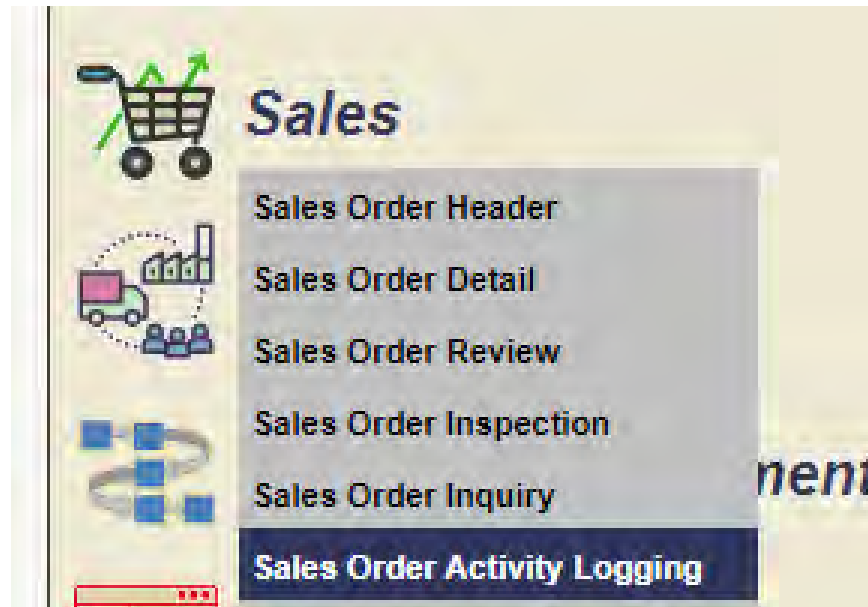 Sales
Sales Order Header
Sales Order Detail
Sales Order Review
Sales Order Inspection
Sales Order Inquiry
ment
Sales Order Activity Logging